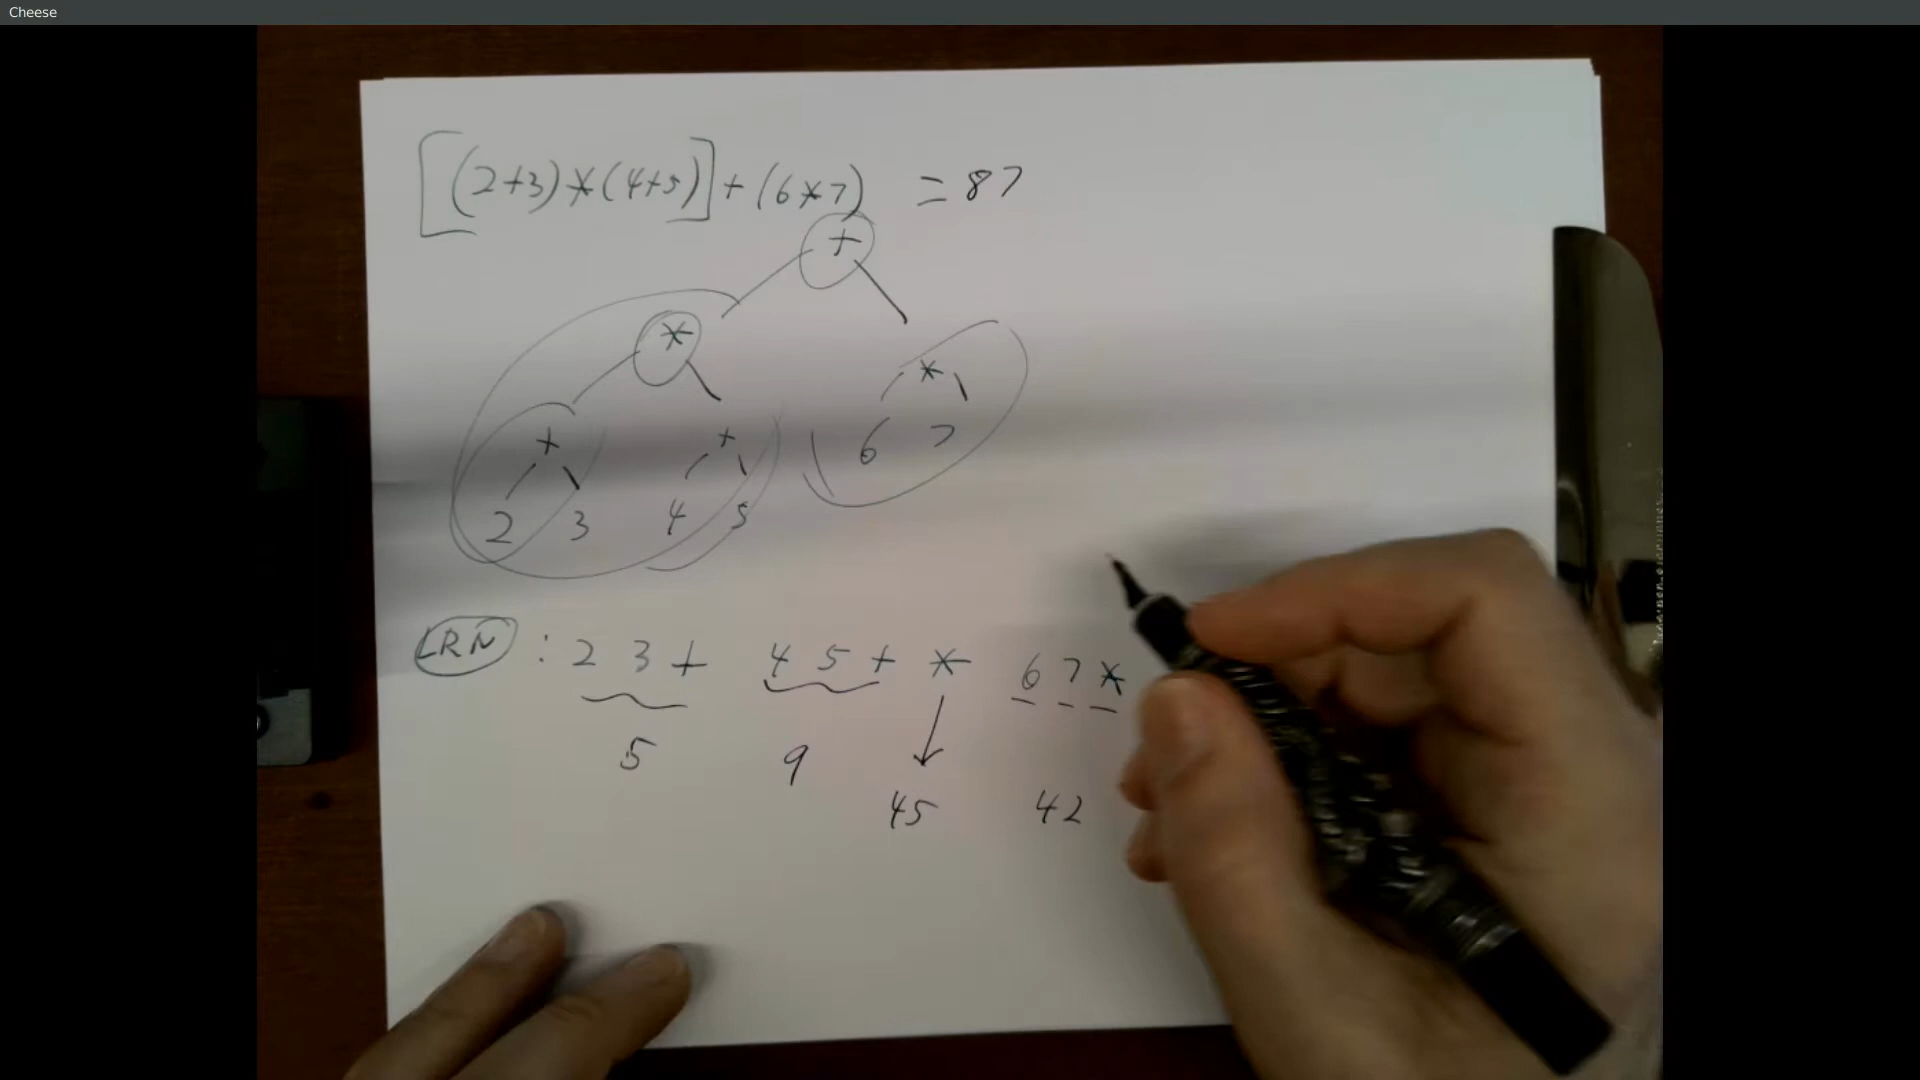 Cheese
[(2+3)*(4+5)]+(6*7) =87
+
* *
+ + 6 7
2 3 4 5
LRN : 2 3 + 4 5 + * 6 7 *
5 9
45 42